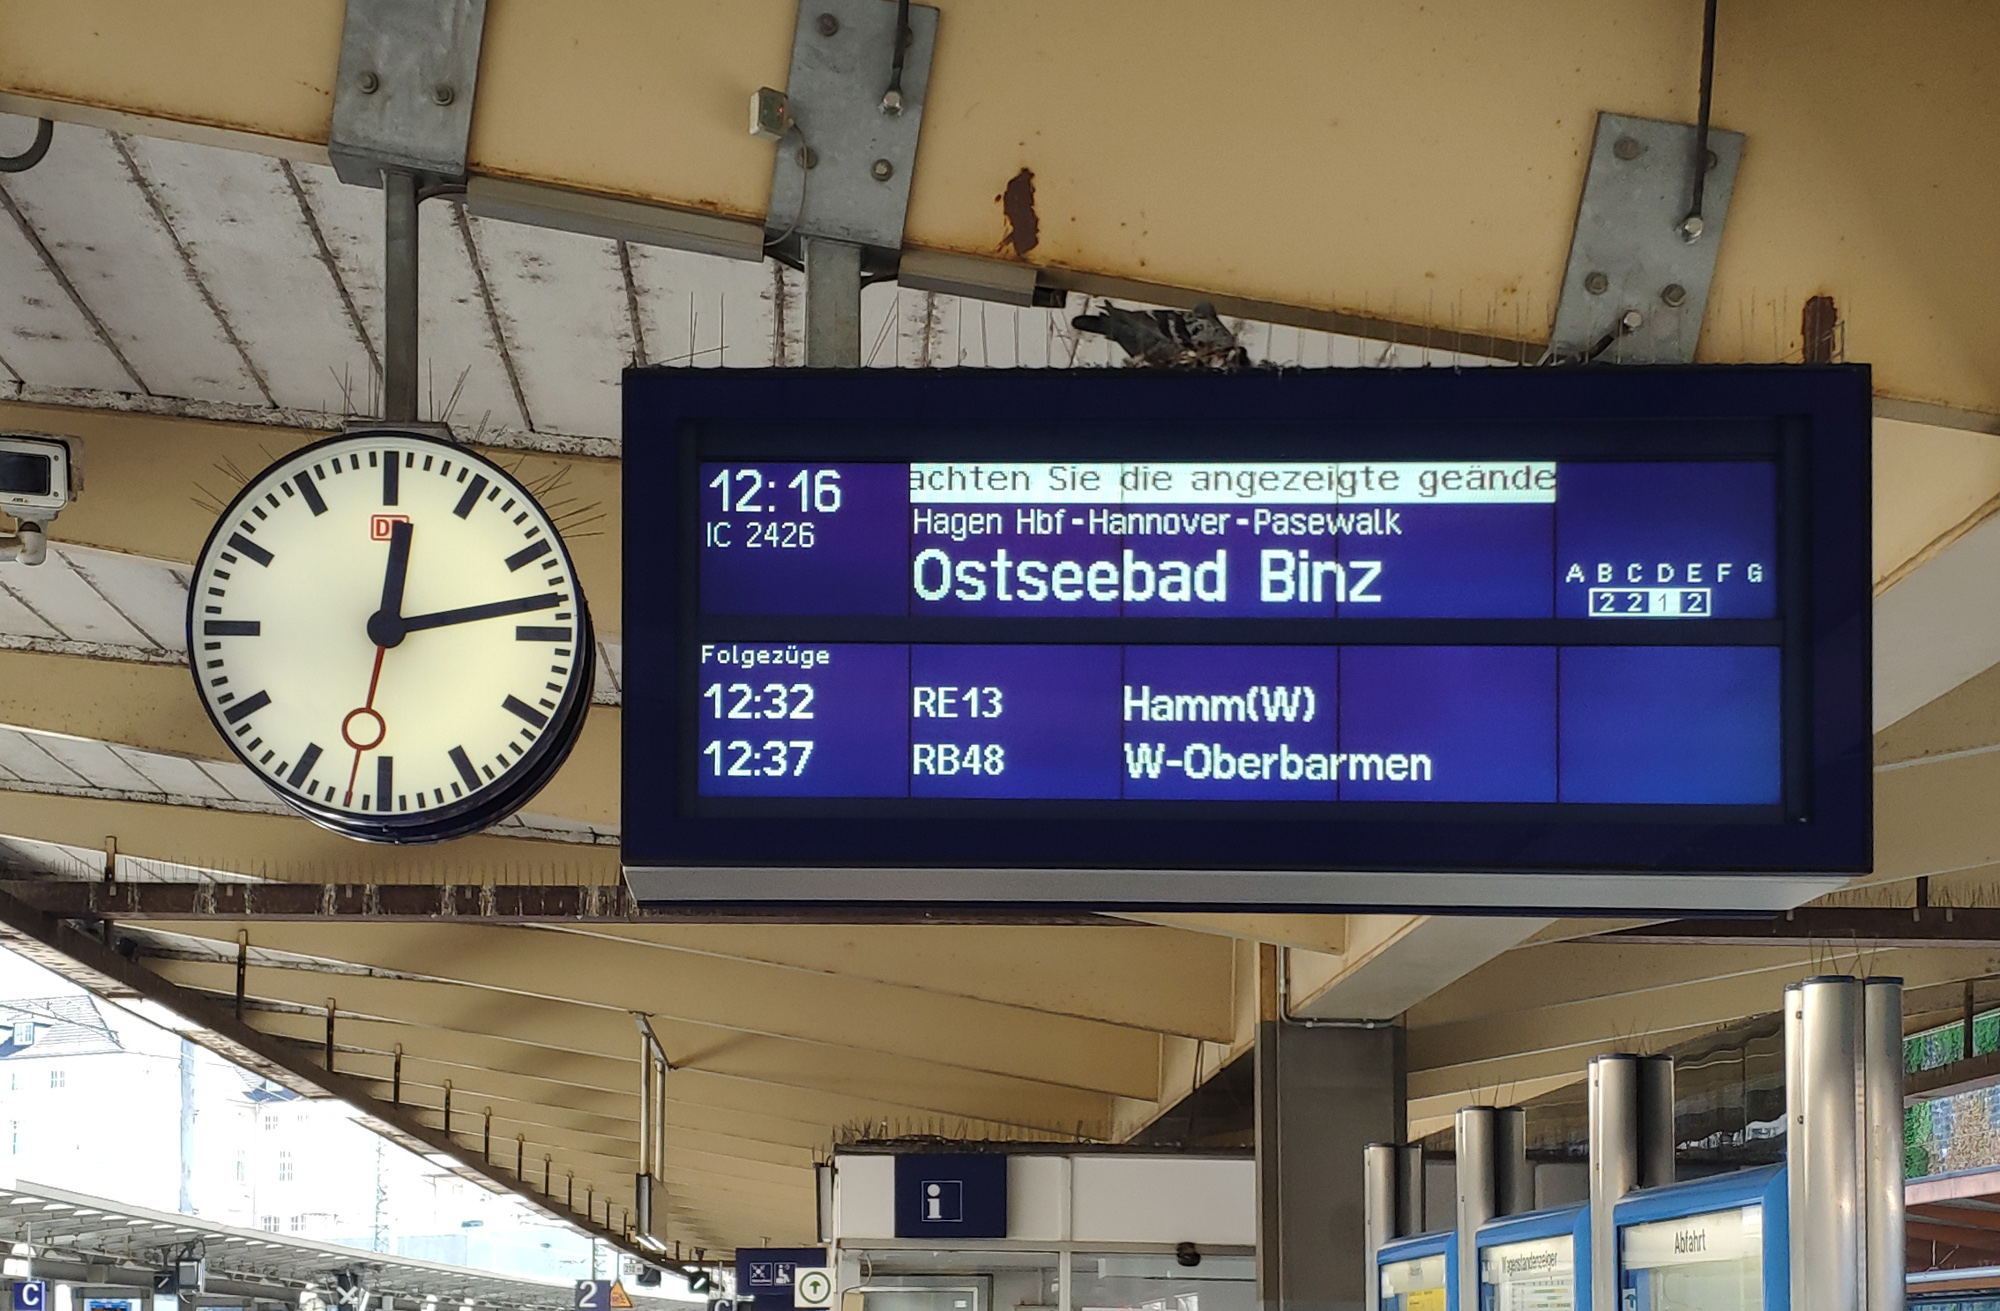 DB
12:16
achten Sie die angezeigte geände
IC 2426
Hagen Hbf-Hannover-Pasewalk
Ostseebad Binz
A B C D E F G
2 2 1 2
Folgezüge
12:32 RE13 Hamm(W)
12:37 RB48 W-Oberbarmen
i
Abfahrt
Wagenstandanzeiger
C
2
C